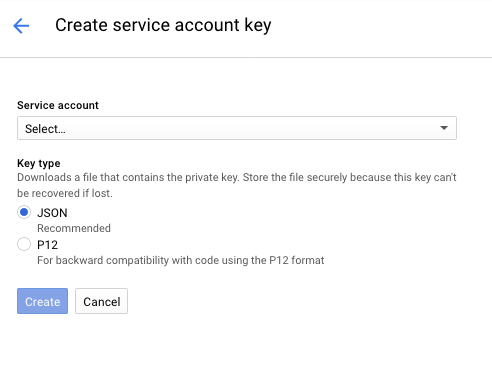 Create service account key
Service account
Select...
Key type
Downloads a file that contains the private key. Store the file securely because this key can't
be recovered if lost.
JSON
Recommended
P12
For backward compatibility with code using the P12 format
Create Cancel